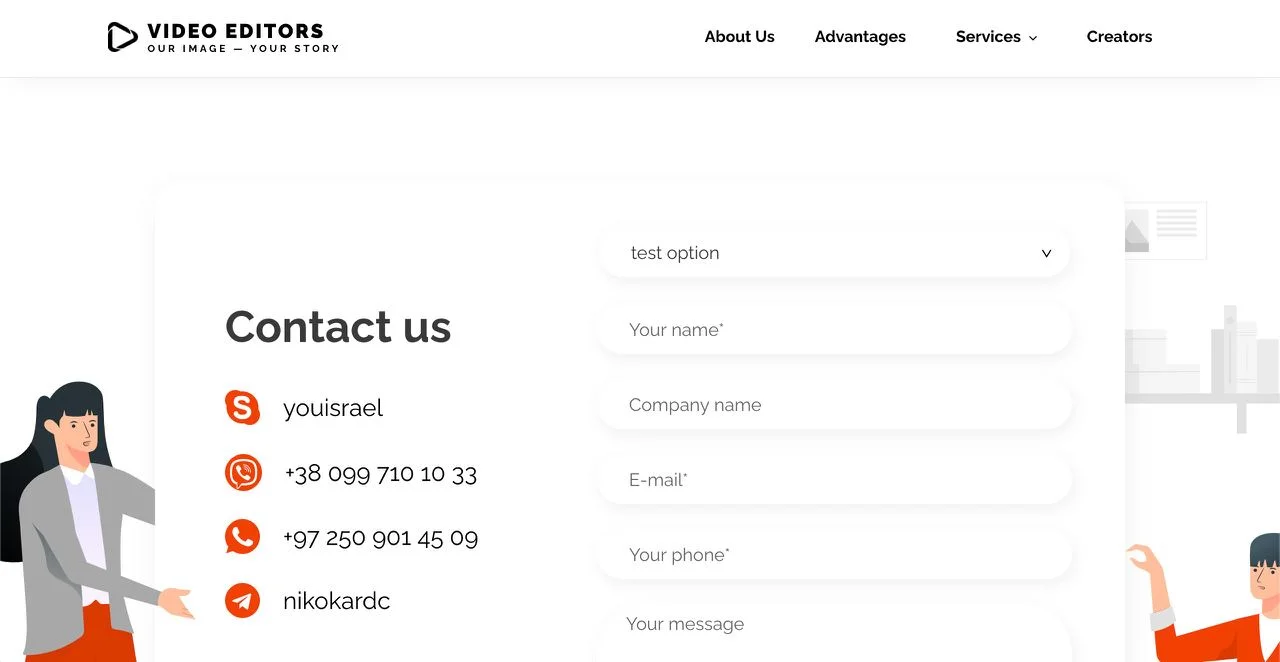 VIDEO EDITORS
OUR IMAGE — YOUR STORY
About Us
Advantages
Services
Creators
Contact us
youisrael
+38 099 710 10 33
+97 250 901 45 09
nikokardc
test option
Your name*
Company name
E-mail*
Your phone*
Your message